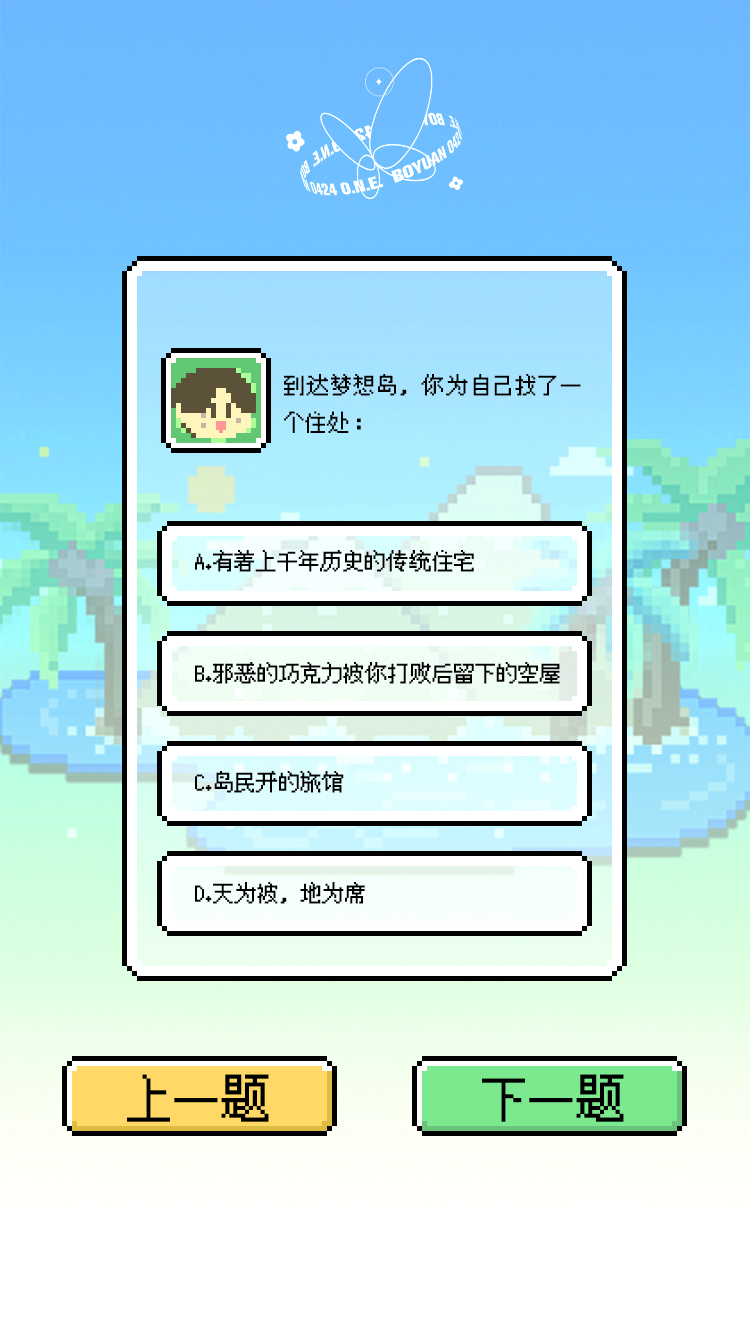 0424 O.N.E. BOYUAN 0424
到达梦想岛，你为自己找了一
个住处：
A.有着上千年历史的传统住宅
B.邪恶的巧克力被你打败后留下的空屋
C.岛民开的旅馆
D.天为被，地为席
上一题
下一题